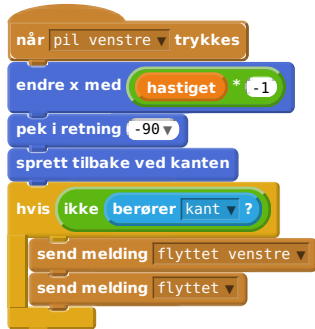 når pil venstre ▼ trykkes
endre x med hastiget * -1
pek i retning -90▼
sprett tilbake ved kanten
hvis ikke berører kant ▼ ?
send melding flyttet venstre ▼
send melding flyttet ▼